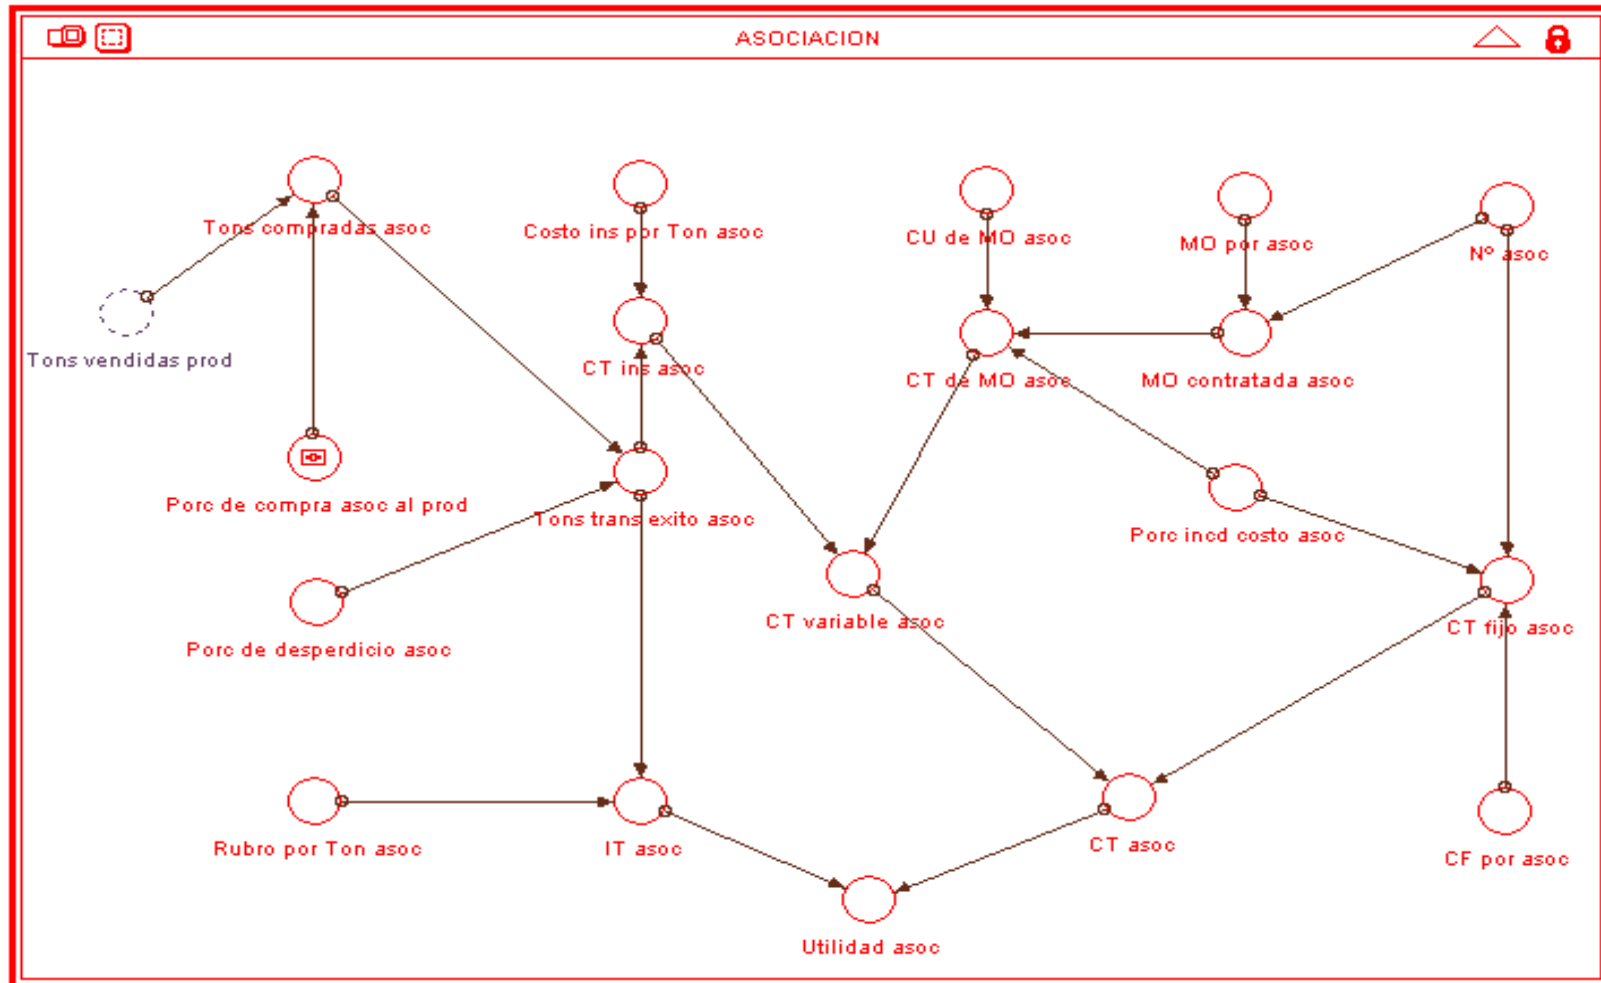 ASOCIACION
Tons compradas asoc
Costo ins por Ton asoc
CU de MO asoc
MO por asoc
Nº asoc
Tons vendidas prod
CT ins asoc
CT de MO asoc
MO contratada asoc
Porc de compra asoc al prod
Tons trans exito asoc
Porc incd costo asoc
CT variable asoc
CT fijo asoc
Porc de desperdicio asoc
Rubro por Ton asoc
IT asoc
CT asoc
CF por asoc
Utilidad asoc